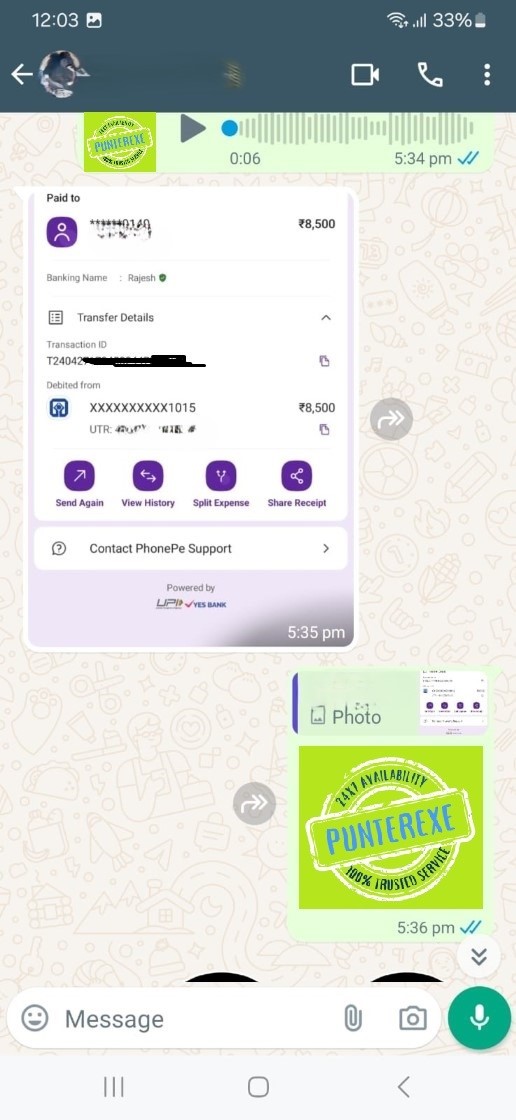 12:03
33%
PUNTEREXE
0:06
5:34 pm
Paid to
₹8,500
Banking Name : Rajesh
Transfer Details
Transaction ID
T24042
Debited from
XXXXXXXXXX1015
₹8,500
UTR:
Send Again View History Split Expense Share Receipt
Contact PhonePe Support
Powered by
UPI YES BANK
5:35 pm
Photo
24X7 AVAILABILITY
PUNTEREXE
100% TRUSTED SERVICE
5:36 pm
Message